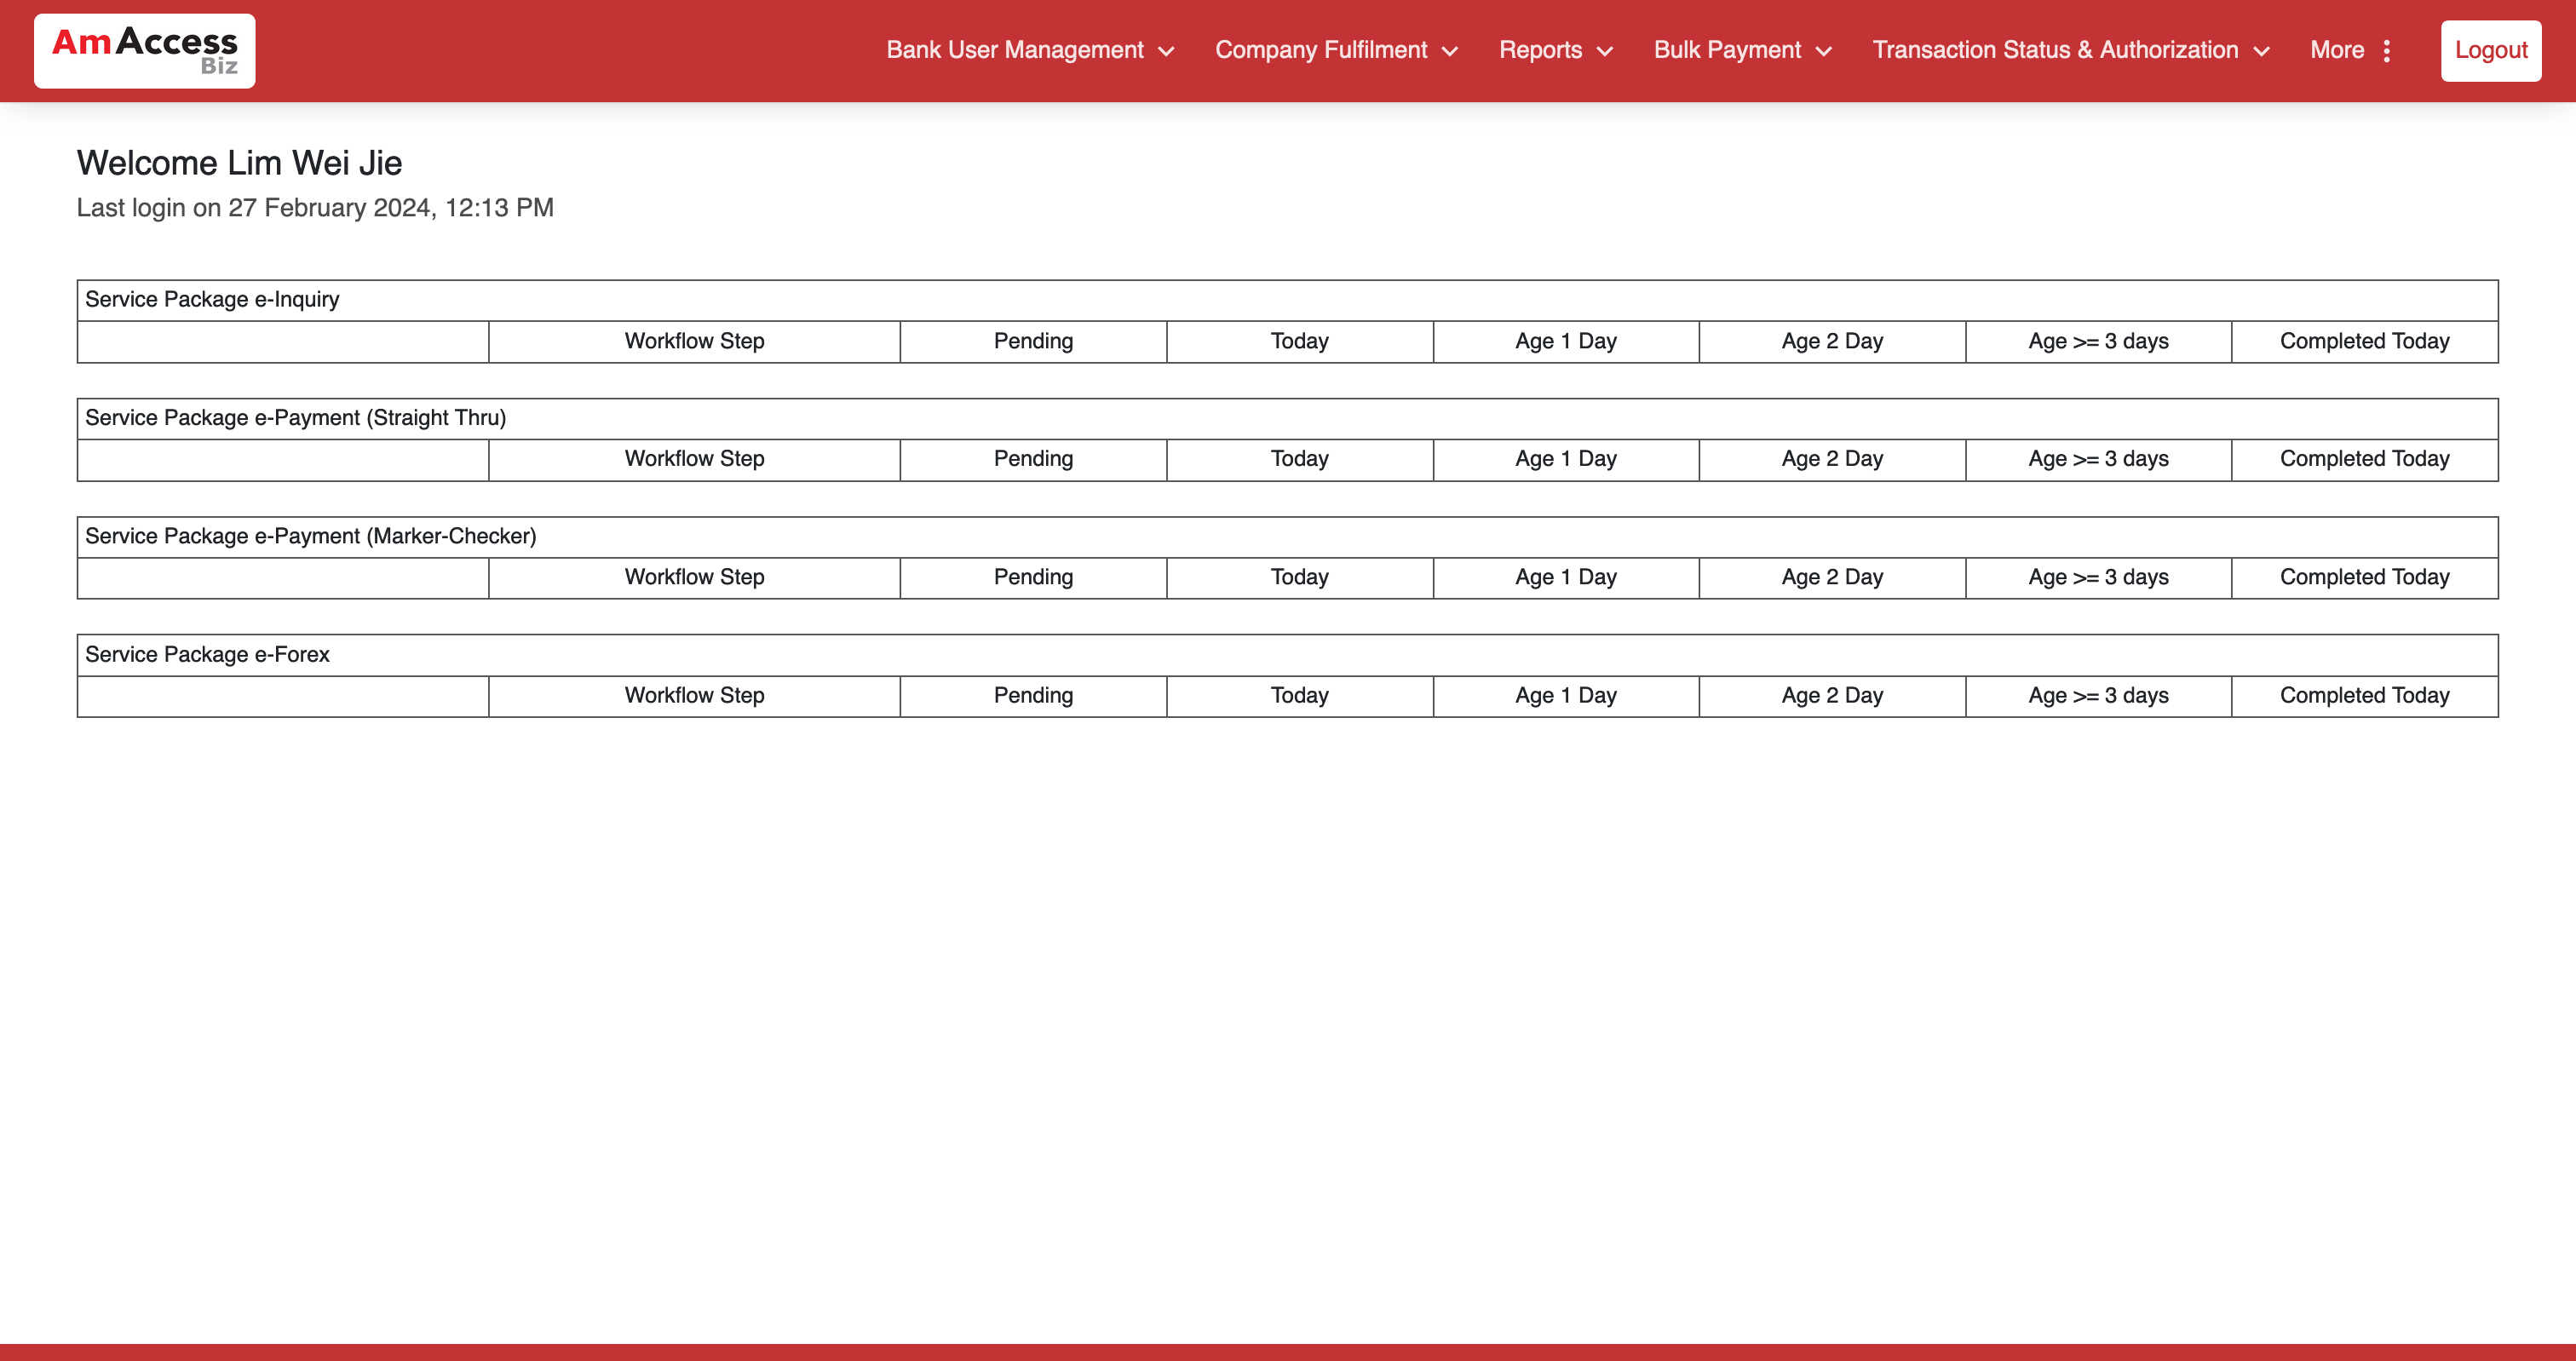 AmAccess
Biz
Bank User Management Company Fulfilment Reports Bulk Payment Transaction Status & Authorization More Logout
Welcome Lim Wei Jie
Last login on 27 February 2024, 12:13 PM
Service Package e-Inquiry
Workflow Step Pending Today Age 1 Day Age 2 Day Age >= 3 days Completed Today
Service Package e-Payment (Straight Thru)
Workflow Step Pending Today Age 1 Day Age 2 Day Age >= 3 days Completed Today
Service Package e-Payment (Marker-Checker)
Workflow Step Pending Today Age 1 Day Age 2 Day Age >= 3 days Completed Today
Service Package e-Forex
Workflow Step Pending Today Age 1 Day Age 2 Day Age >= 3 days Completed Today